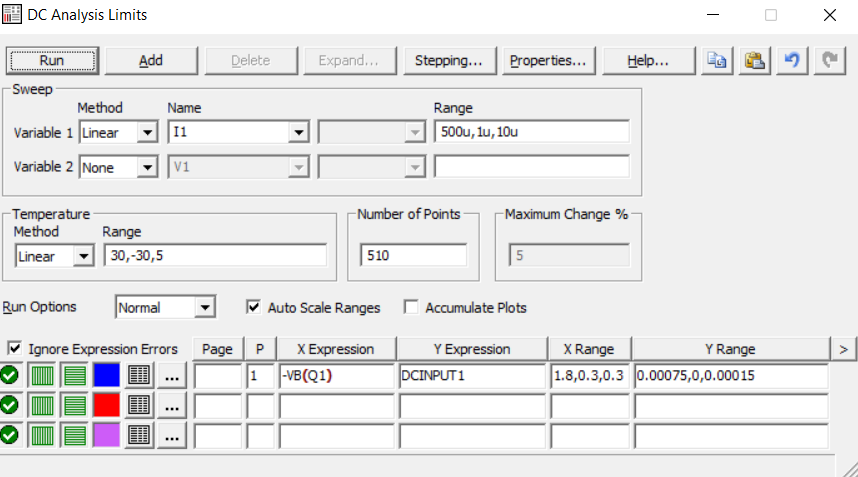 DC Analysis Limits
Run Add Delete Expand... Stepping... Properties... Help...
Sweep
Method Name Range
Variable 1 Linear I1 500u,1u,10u
Variable 2 None V1
Temperature Number of Points Maximum Change %
Method Range
Linear 30,-30,5 510 5
Run Options Normal Auto Scale Ranges Accumulate Plots
Ignore Expression Errors Page P X Expression Y Expression X Range Y Range >
... 1 -VB(Q1) DCINPUT1 1.8,0.3,0.3 0.00075,0,0.00015
...
...